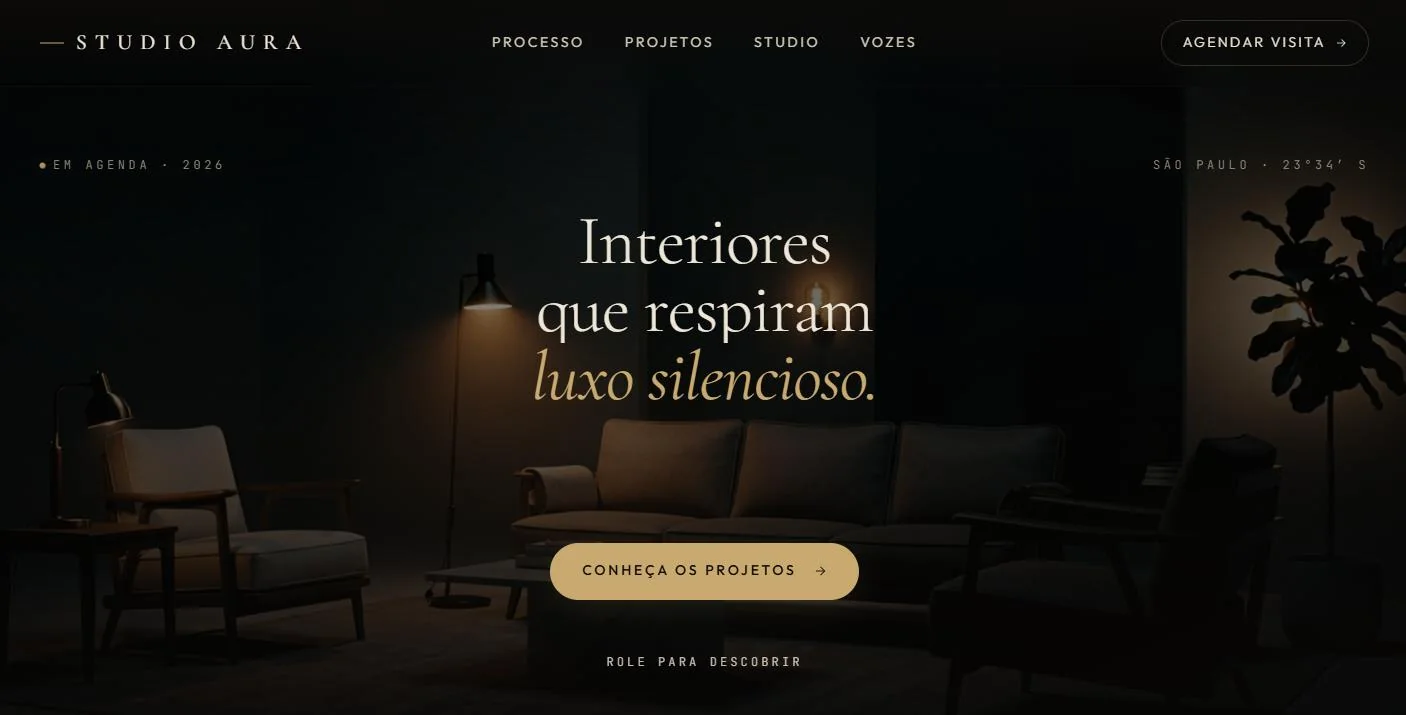 STUDIO AURA
PROCESSO PROJETOS STUDIO VOZES
AGENDAR VISITA →
EM AGENDA · 2026
SÃO PAULO · 23°34′ S
Interiores
que respiram
luxo silencioso.
CONHEÇA OS PROJETOS →
ROLE PARA DESCOBRIR